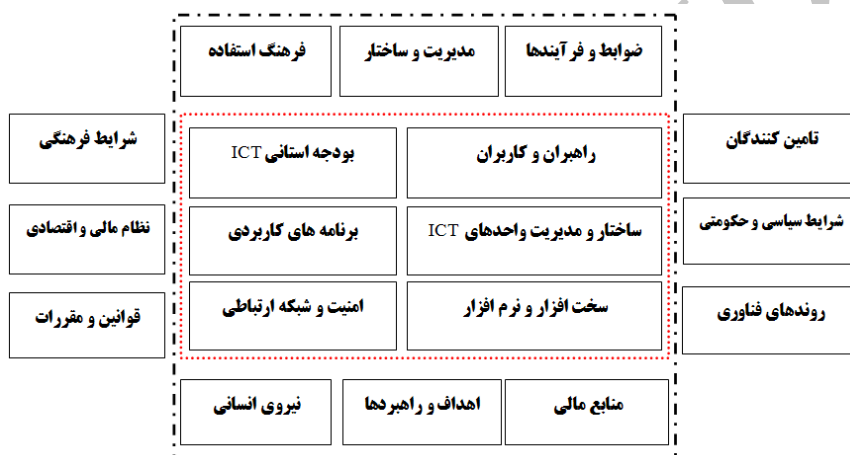 ضوابط و فرآیندها
مدیریت و ساختار
فرهنگ استفاده
تامین کنندگان
راهبران و کاربران
بودجه استانی ICT
شرایط فرهنگی
شرایط سیاسی و حکومتی
ساختار و مدیریت واحدهای ICT
برنامه های کاربردی
نظام مالی و اقتصادی
روندهای فناوری
سخت افزار و نرم افزار
امنیت و شبکه ارتباطی
قوانین و مقررات
منابع مالی
اهداف و راهبردها
نیروی انسانی